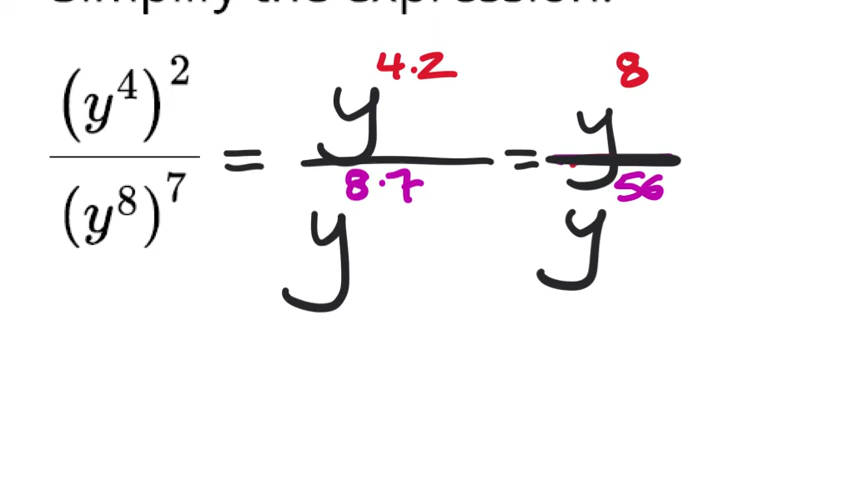 Simplify the expression.
(y^4)^2 / (y^8)^7 = y^{4·2} / y^{8·7} = y^8 / y^{56}